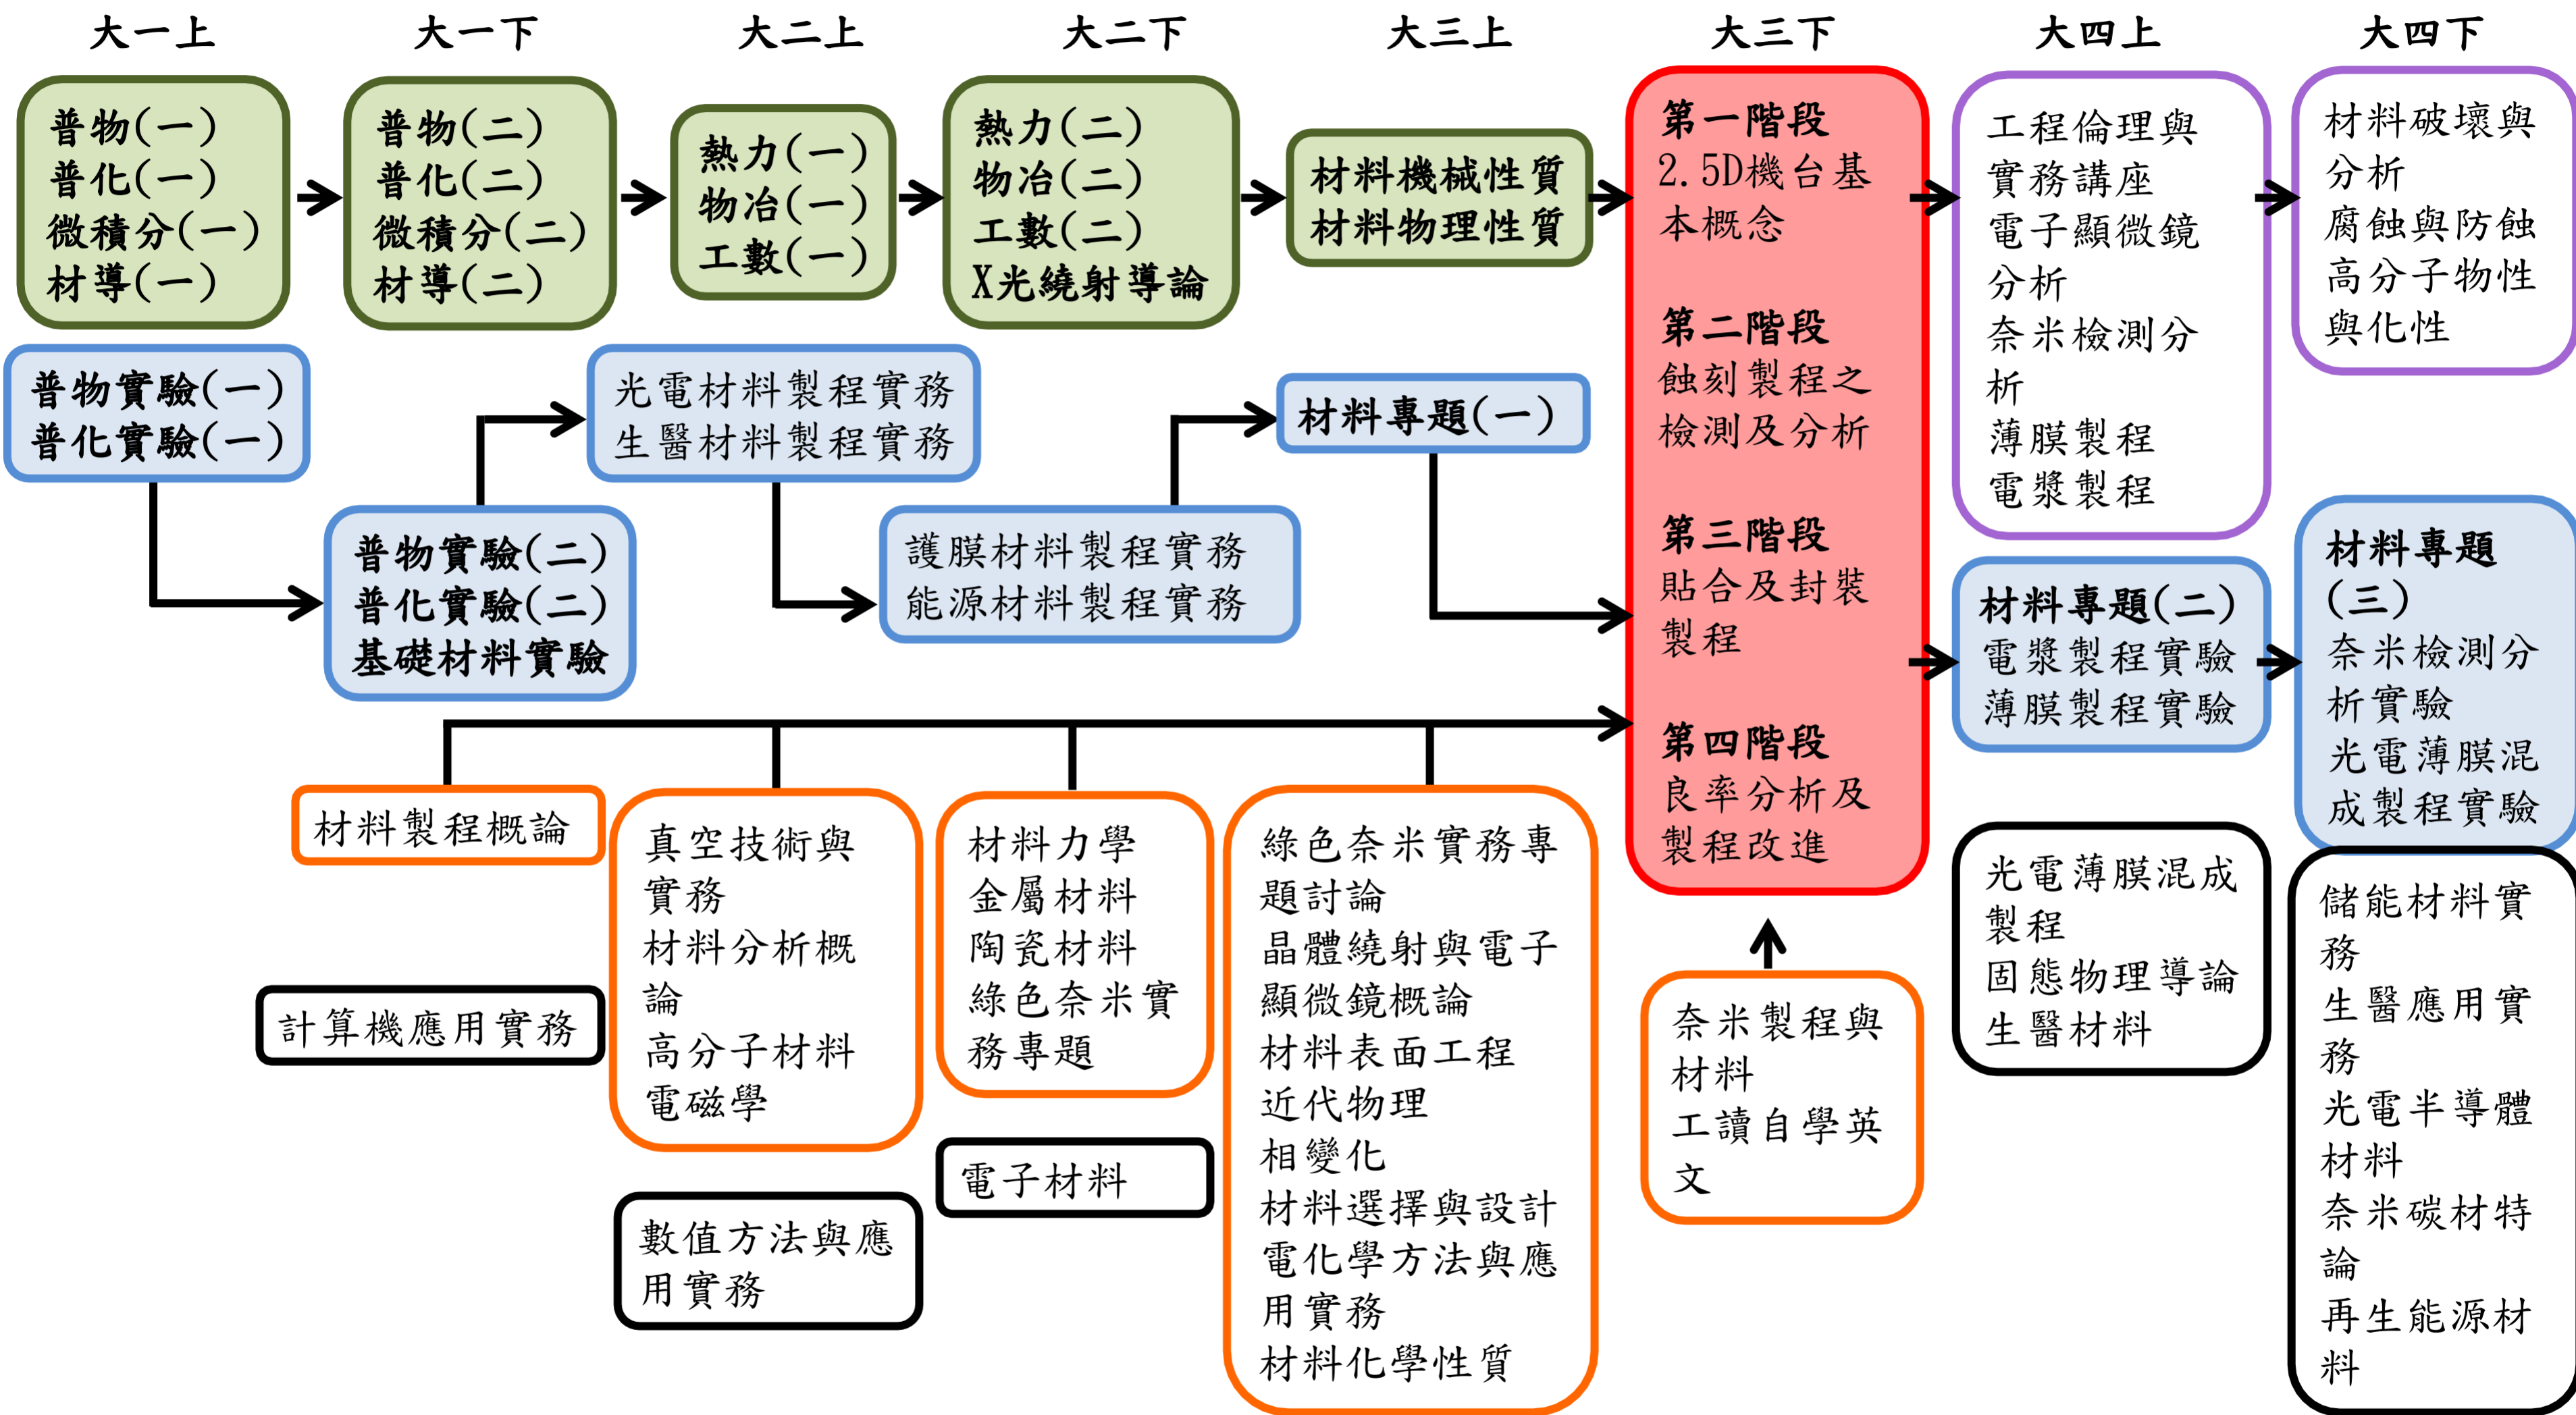 大一上
大一下
大二上
大二下
大三上
大三下
大四上
大四下
普物(一)
普化(一)
微積分(一)
材導(一)
普物(二)
普化(二)
微積分(二)
材導(二)
熱力(一)
物冶(一)
工數(一)
熱力(二)
物冶(二)
工數(二)
X光繞射導論
材料機械性質
材料物理性質
第一階段
2.5D機台基
本概念
第二階段
蝕刻製程之
檢測及分析
第三階段
貼合及封裝
製程
第四階段
良率分析及
製程改進
工程倫理與
實務講座
電子顯微鏡
分析
奈米檢測分
析
薄膜製程
電漿製程
材料破壞與
分析
腐蝕與防蝕
高分子物性
與化性
普物實驗(一)
普化實驗(一)
普物實驗(二)
普化實驗(二)
基礎材料實驗
光電材料製程實務
生醫材料製程實務
護膜材料製程實務
能源材料製程實務
材料專題(一)
材料專題(二)
電漿製程實驗
薄膜製程實驗
材料專題
(三)
奈米檢測分
析實驗
光電薄膜混
成製程實驗
材料製程概論
計算機應用實務
真空技術與
實務
材料分析概
論
高分子材料
電磁學
數值方法與應
用實務
材料力學
金屬材料
陶瓷材料
綠色奈米實
務專題
電子材料
綠色奈米實務專
題討論
晶體繞射與電子
顯微鏡概論
材料表面工程
近代物理
相變化
材料選擇與設計
電化學方法與應
用實務
材料化學性質
奈米製程與
材料
工讀自學英
文
光電薄膜混成
製程
固態物理導論
生醫材料
儲能材料實
務
生醫應用實
務
光電半導體
材料
奈米碳材特
論
再生能源材
料